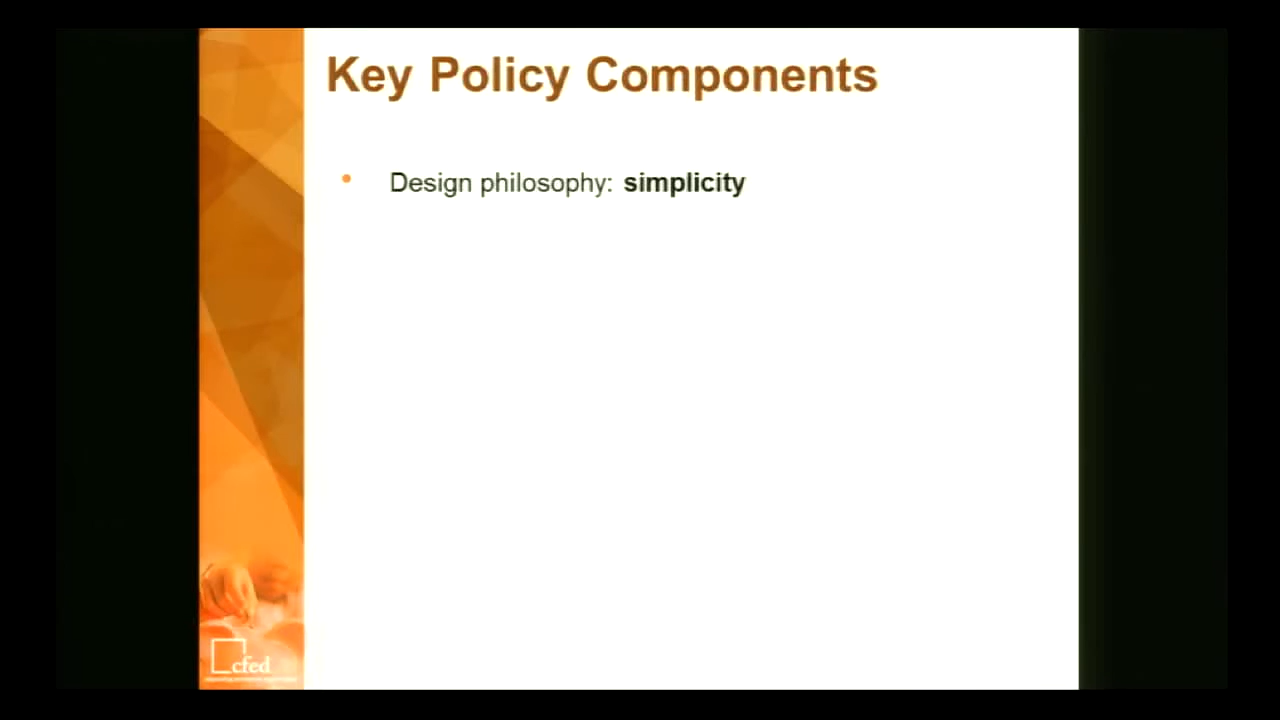 Key Policy Components
• Design philosophy: simplicity
cfed